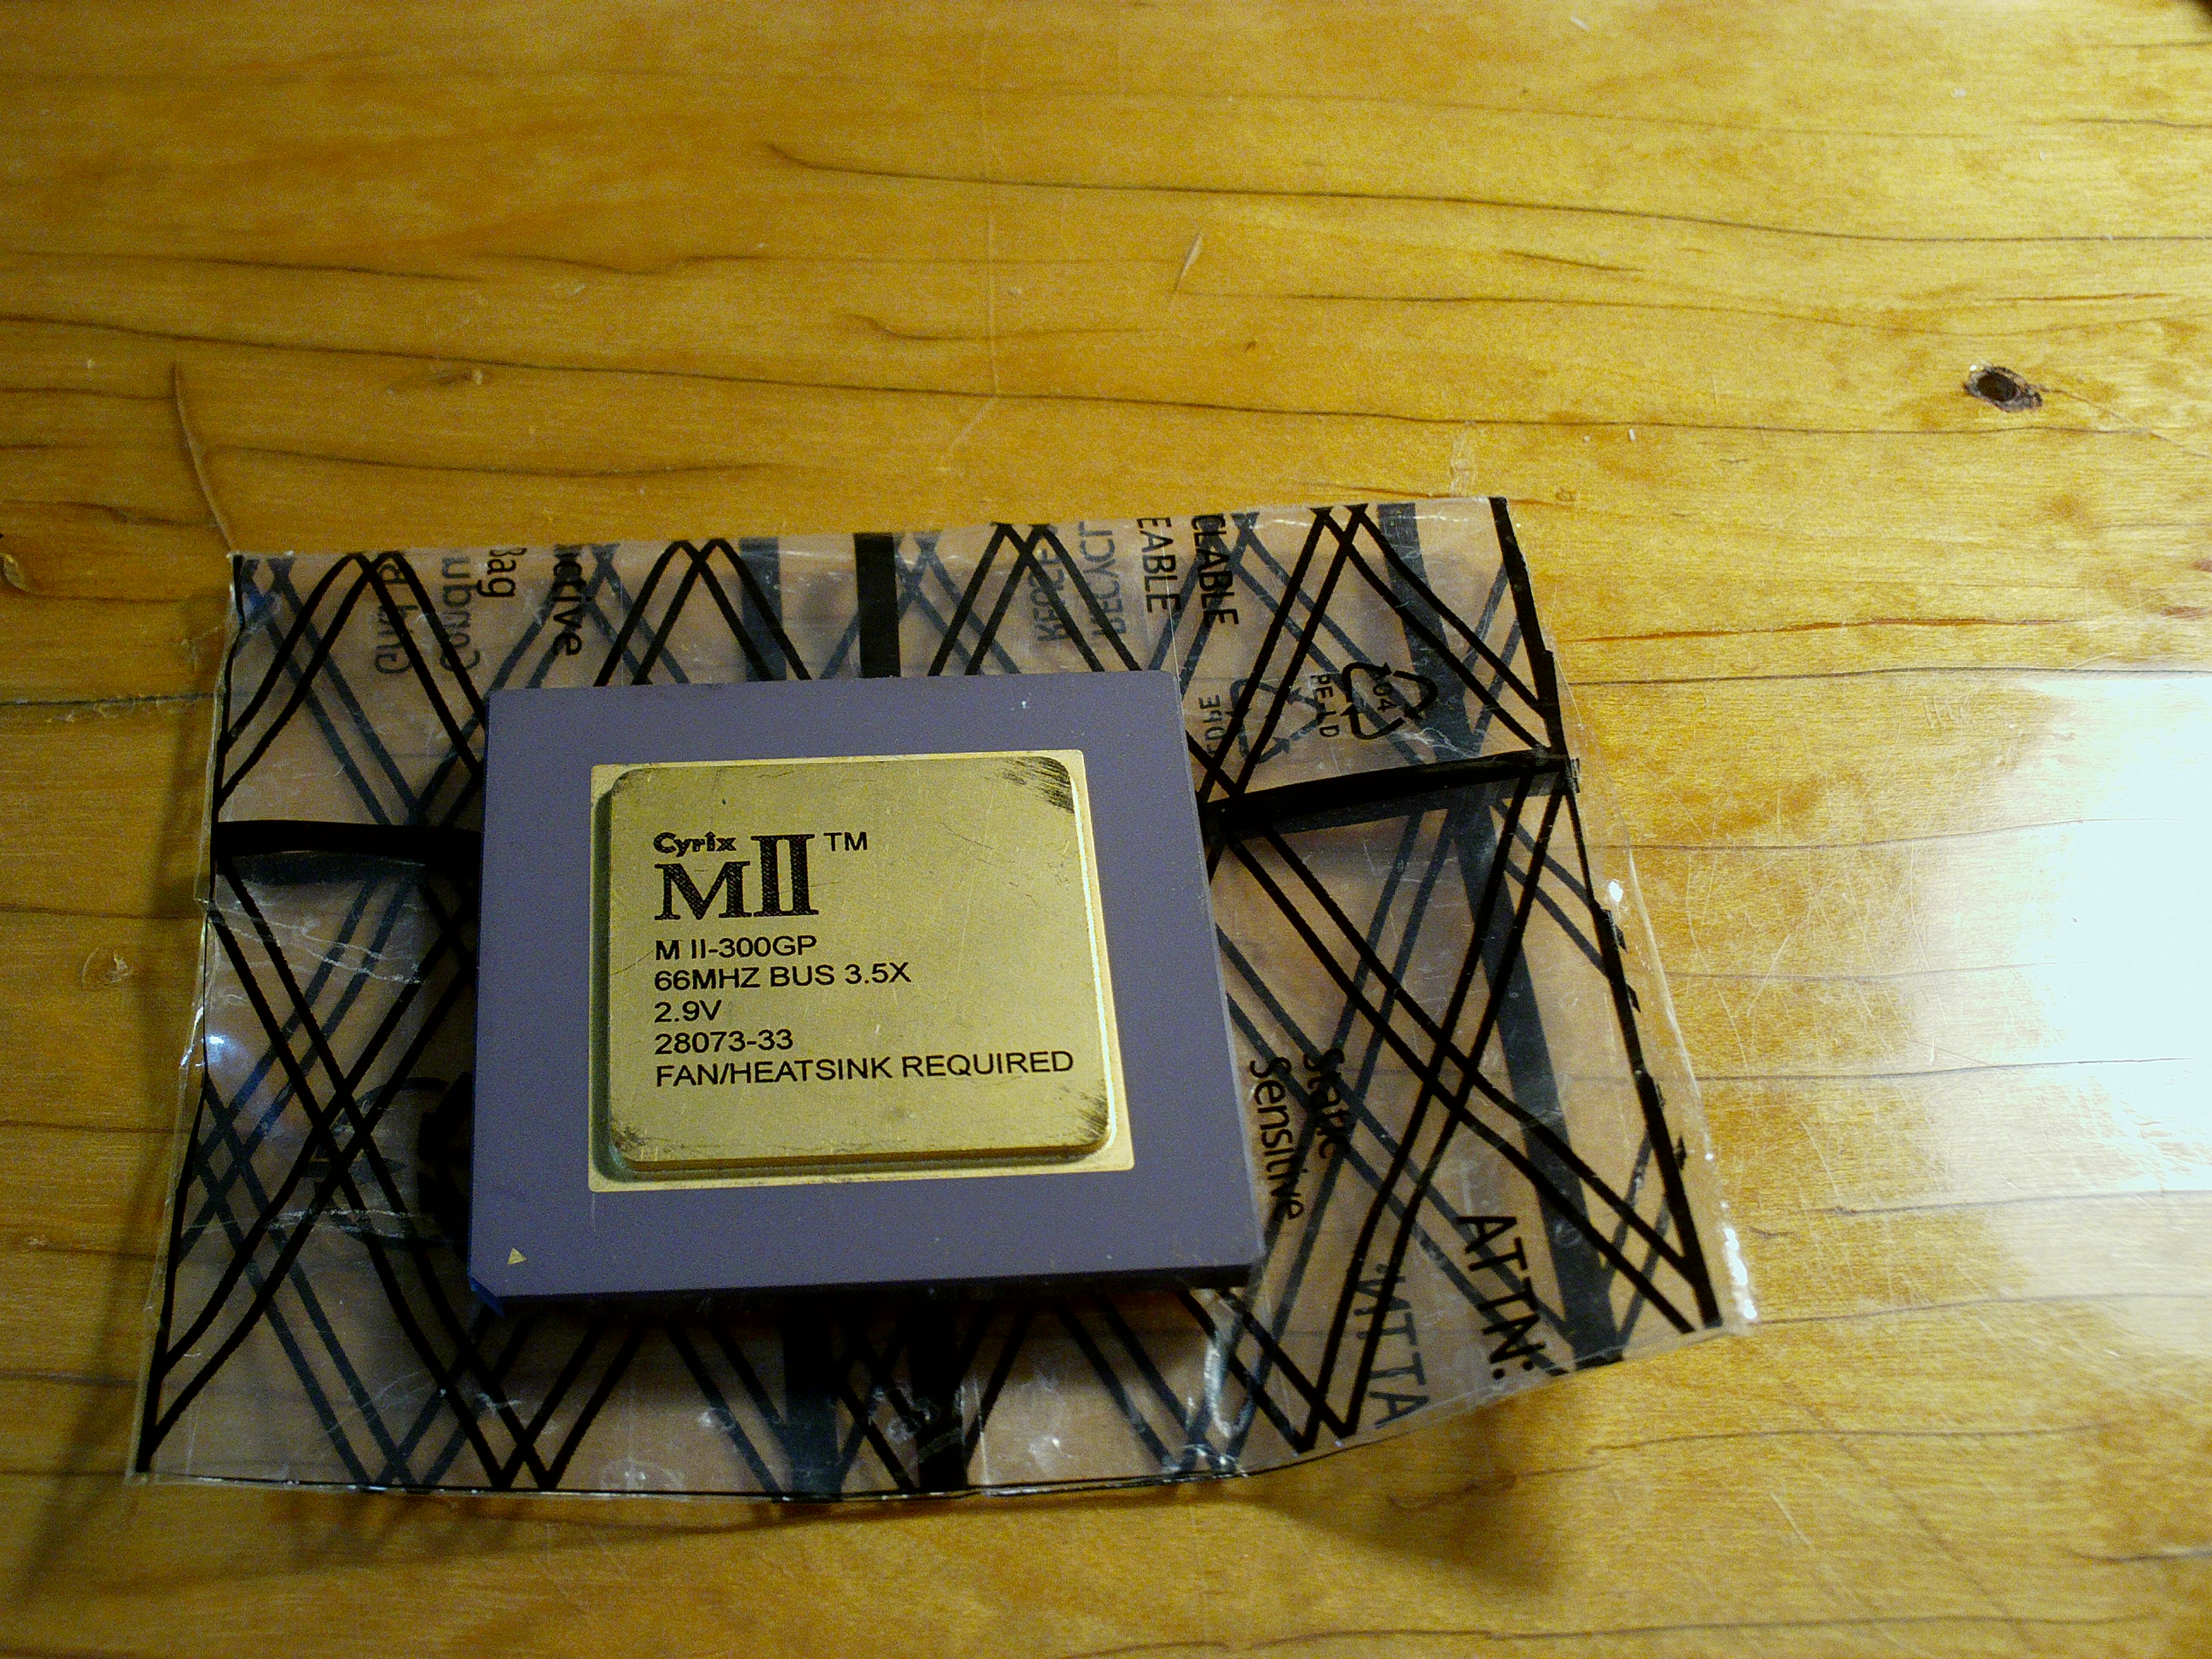 Cyrix
MII™
M II-300GP
66MHZ BUS 3.5X
2.9V
28073-33
FAN/HEATSINK REQUIRED
Bag
EABLE
CLABLE
04
PE-LD
Static
Sensitive
ATTN: